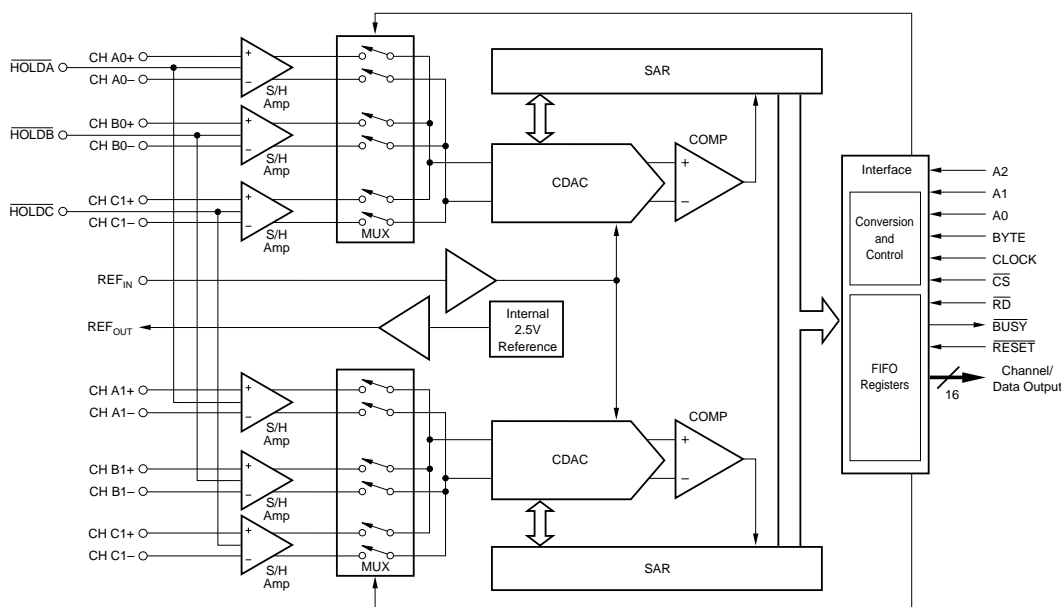 SAR
CH A0+
HOLDA
CH A0–
+
–
S/H
Amp
CH B0+
HOLDB
CH B0–
+
–
S/H
Amp
CH C1+
HOLDC
CH C1–
+
–
S/H
Amp
MUX
CDAC
COMP
+
–
REFIN
REFOUT
Internal
2.5V
Reference
CH A1+
CH A1–
+
–
S/H
Amp
CH B1+
CH B1–
+
–
S/H
Amp
CH C1+
CH C1–
+
–
S/H
Amp
MUX
CDAC
COMP
+
–
SAR
Interface
Conversion
and
Control
FIFO
Registers
A2
A1
A0
BYTE
CLOCK
CS
RD
BUSY
RESET
Channel/
Data Output
16